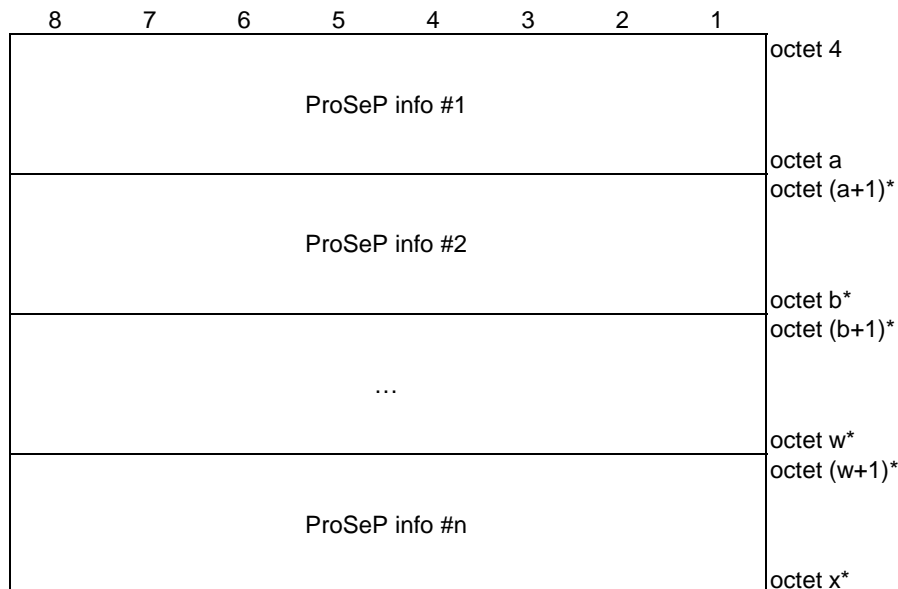 8 7 6 5 4 3 2 1
octet 4
ProSeP info #1
octet a
octet (a+1)*
ProSeP info #2
octet b*
octet (b+1)*
…
octet w*
octet (w+1)*
ProSeP info #n
octet x*